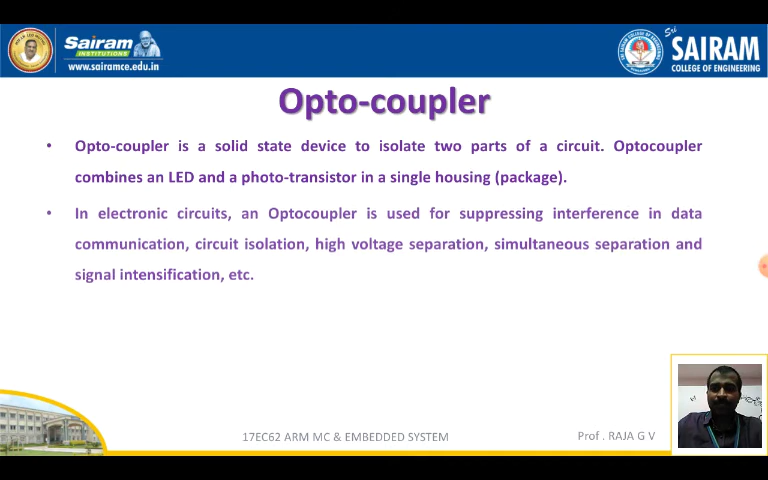 Sairam
INSTITUTIONS
www.sairamce.edu.in
Sri
SAIRAM
COLLEGE OF ENGINEERING
Opto-coupler
• Opto-coupler is a solid state device to isolate two parts of a circuit. Optocoupler
combines an LED and a photo-transistor in a single housing (package).
• In electronic circuits, an Optocoupler is used for suppressing interference in data
communication, circuit isolation, high voltage separation, simultaneous separation and
signal intensification, etc.
17EC62 ARM MC & EMBEDDED SYSTEM
Prof . RAJA G V